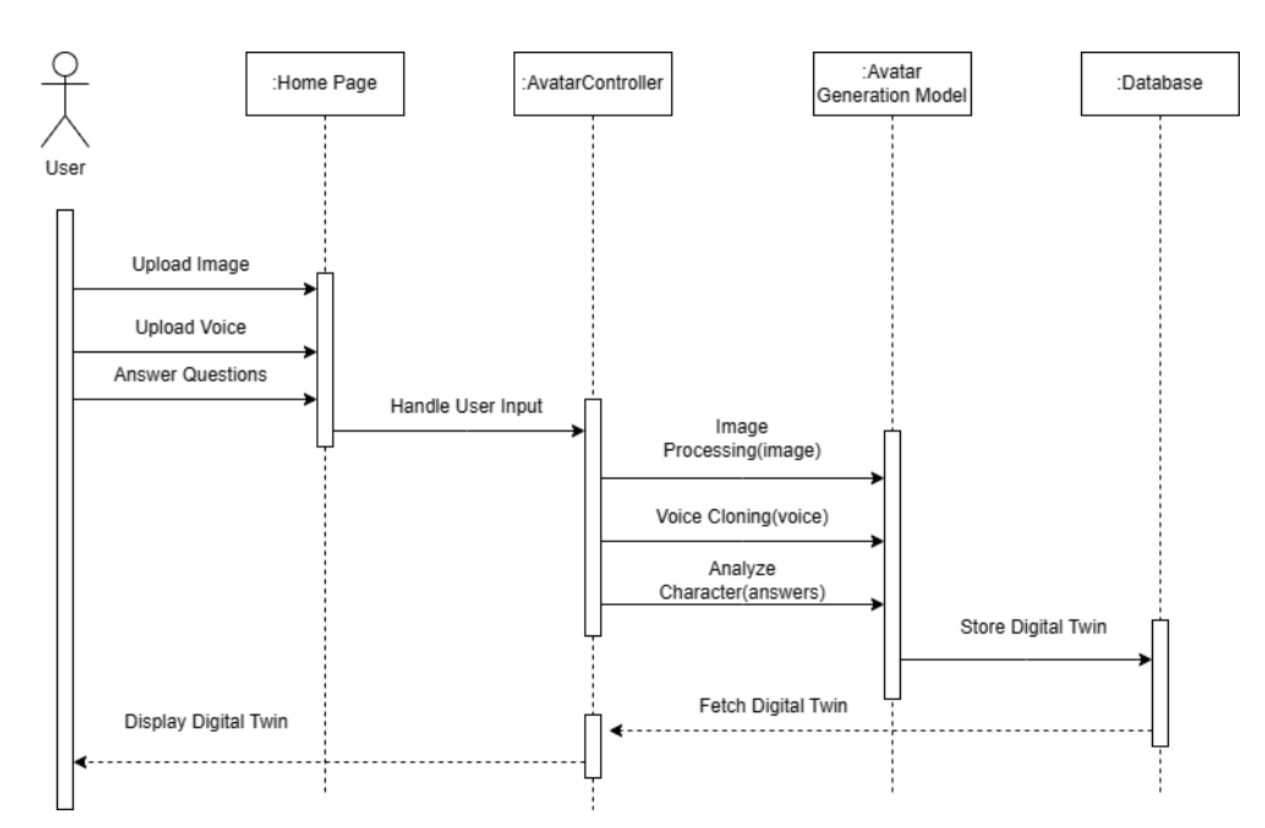 :Home Page
:AvatarController
:Avatar
Generation Model
:Database
User
Upload Image
Upload Voice
Answer Questions
Handle User Input
Image
Processing(image)
Voice Cloning(voice)
Analyze
Character(answers)
Store Digital Twin
Fetch Digital Twin
Display Digital Twin